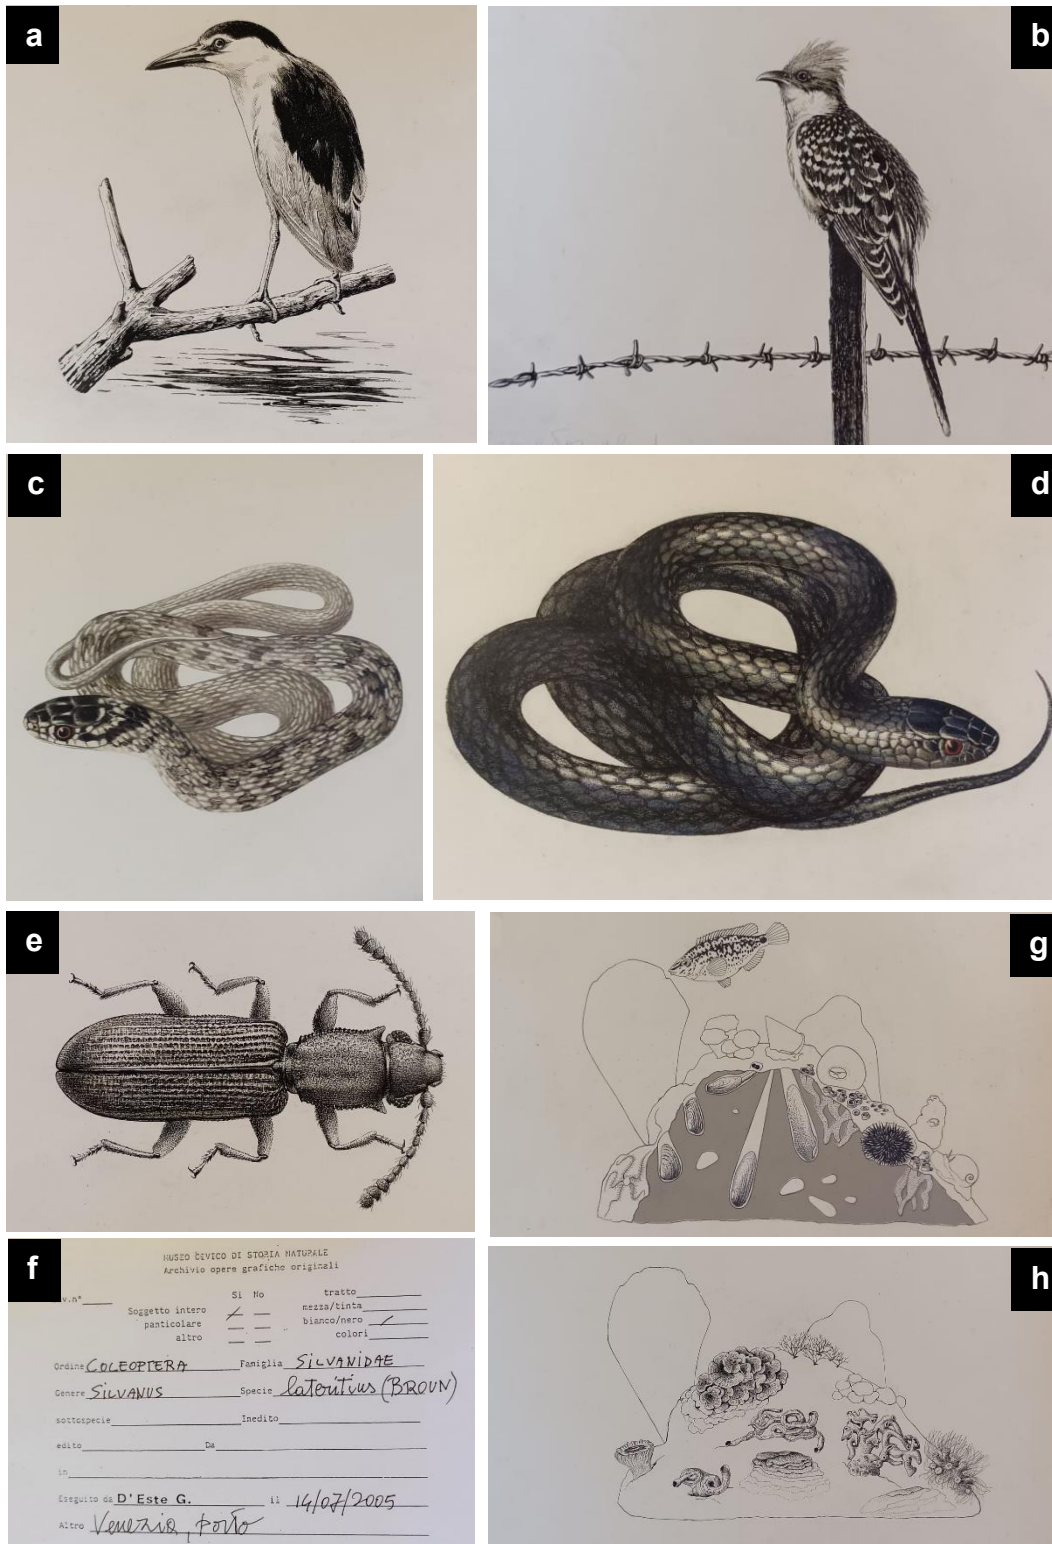 a
b
c
d
e
g
f
MUSEO CIVICO DI STORIA NATURALE
Archivio opere grafiche originali
v.n°
Si No
Soggetto intero
particolare
altro
tratto
mezza/tinta
bianco/nero
colori
Ordine COLEOPTERA Famiglia SILVANIDAE
Genere SILVANUS Specie lateritius (BROUN)
sottospecie Inedito
edito Da
in
Eseguito da D'Este G. il 14/07/2005
Altro Venezia, porto
h